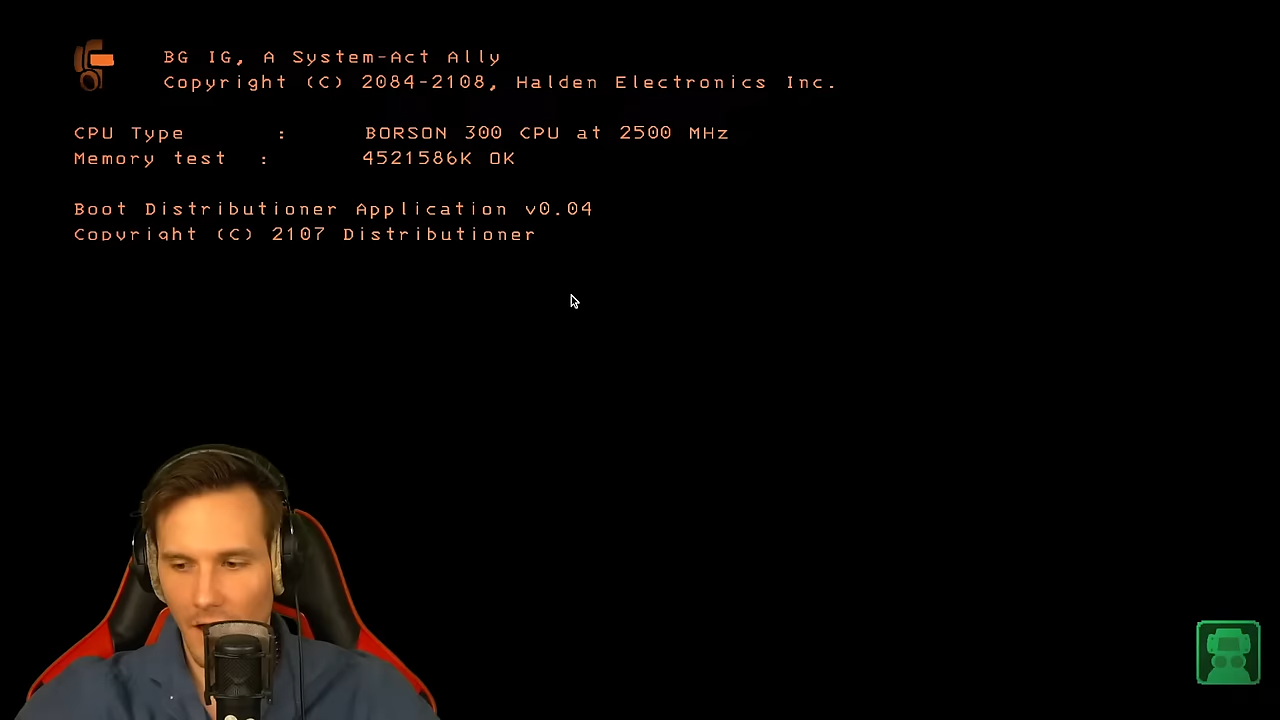 BG IG, A System-Act Ally
Copyright (C) 2084-2108, Halden Electronics Inc.
CPU Type : BORSON 300 CPU at 2500 MHz
Memory test : 4521586K OK
Boot Distributioner Application v0.04
Copyright (C) 2107 Distributioner